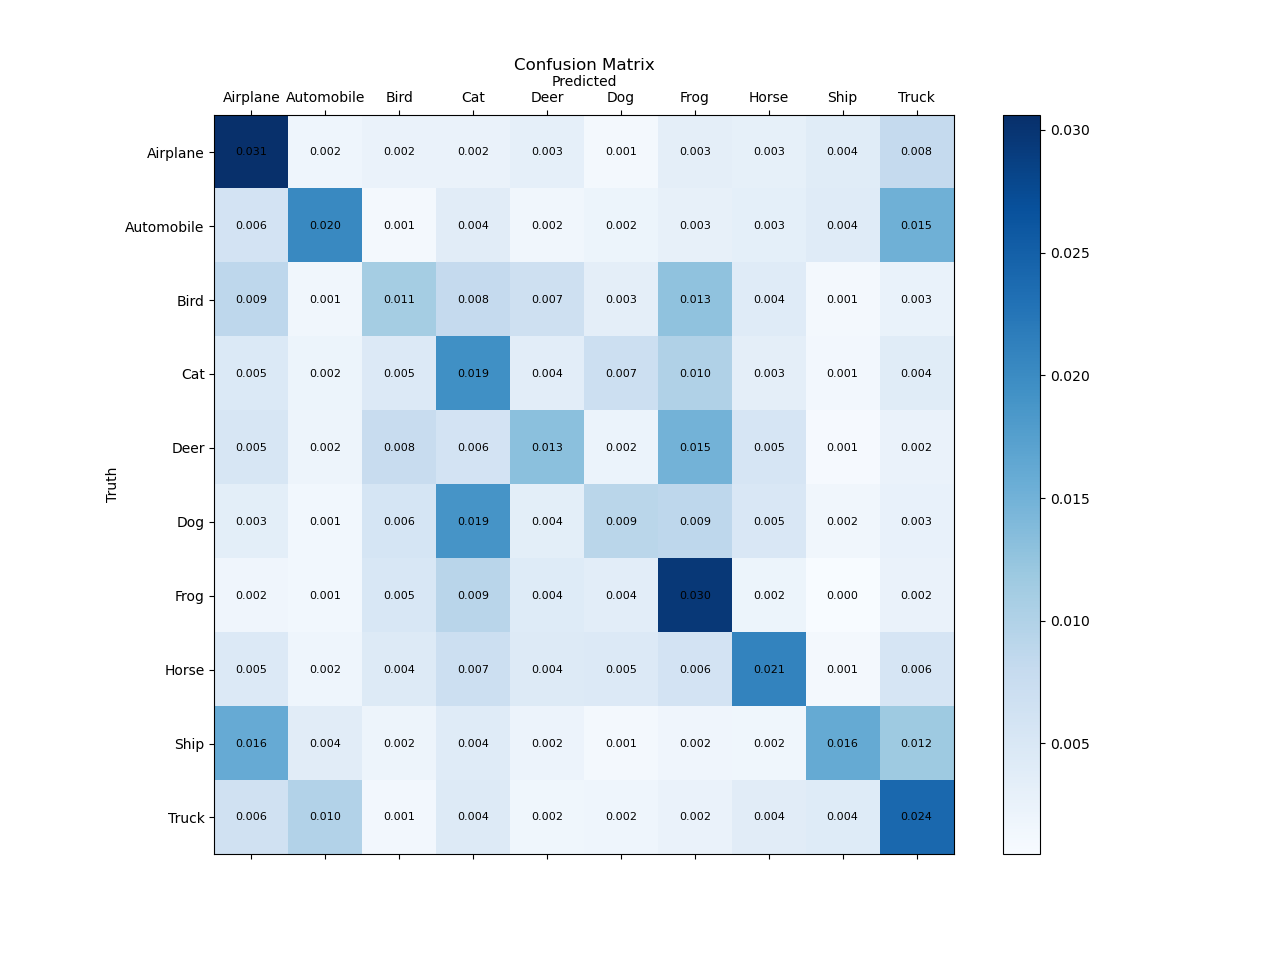 Confusion Matrix
Predicted
Airplane Automobile Bird Cat Deer Dog Frog Horse Ship Truck
Truth
Airplane 0.031 0.002 0.002 0.002 0.003 0.001 0.003 0.003 0.004 0.008
Automobile 0.006 0.020 0.001 0.004 0.002 0.002 0.003 0.003 0.004 0.015
Bird 0.009 0.001 0.011 0.008 0.007 0.003 0.013 0.004 0.001 0.003
Cat 0.005 0.002 0.005 0.019 0.004 0.007 0.010 0.003 0.001 0.004
Deer 0.005 0.002 0.008 0.006 0.013 0.002 0.015 0.005 0.001 0.002
Dog 0.003 0.001 0.006 0.019 0.004 0.009 0.009 0.005 0.002 0.003
Frog 0.002 0.001 0.005 0.009 0.004 0.004 0.030 0.002 0.000 0.002
Horse 0.005 0.002 0.004 0.007 0.004 0.005 0.006 0.021 0.001 0.006
Ship 0.016 0.004 0.002 0.004 0.002 0.001 0.002 0.002 0.016 0.012
Truck 0.006 0.010 0.001 0.004 0.002 0.002 0.002 0.004 0.004 0.024
0.030
0.025
0.020
0.015
0.010
0.005